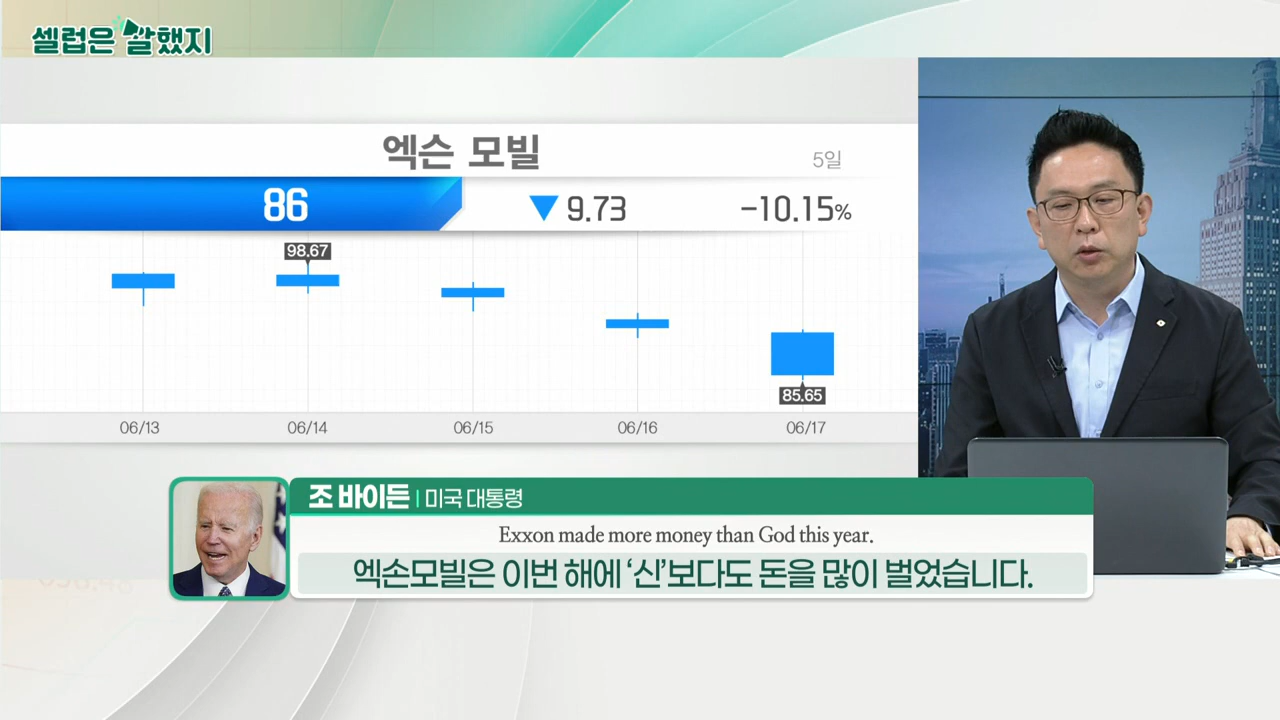 셀럽은 말했지
엑슨 모빌
5일
86 ▼ 9.73 -10.15%
98.67
85.65
06/13 06/14 06/15 06/16 06/17
조 바이든 | 미국 대통령
Exxon made more money than God this year.
엑손모빌은 이번 해에 ‘신’보다도 돈을 많이 벌었습니다.